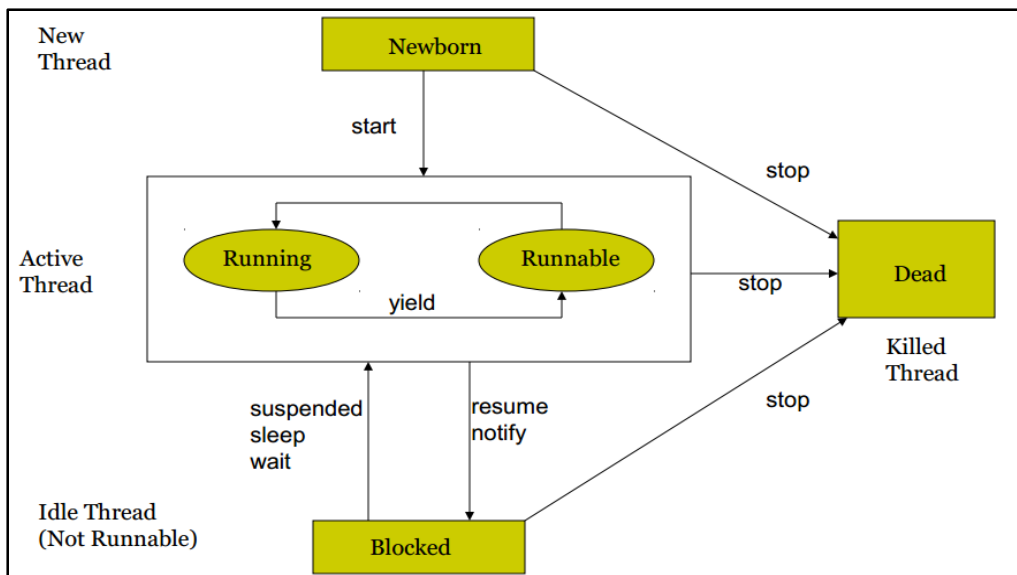 New
Thread
Newborn
start
stop
Active
Thread
Running
Runnable
yield
stop
Dead
Killed
Thread
suspended
sleep
wait
resume
notify
stop
Idle Thread
(Not Runnable)
Blocked